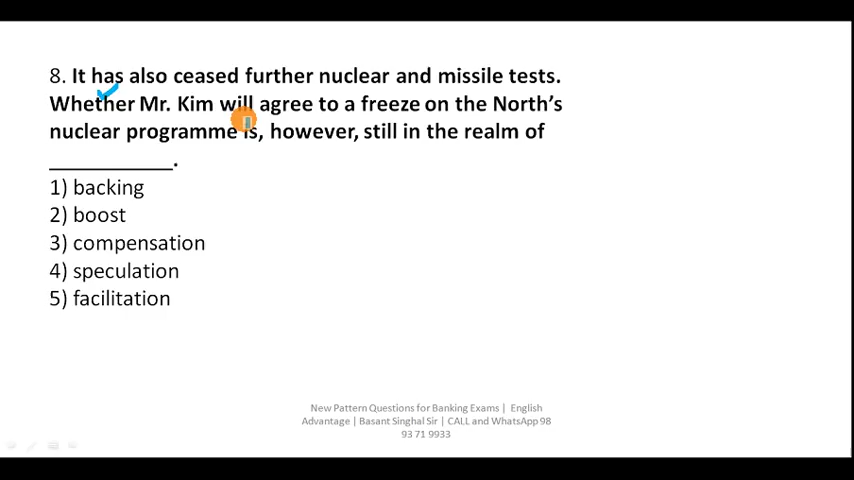 8. It has also ceased further nuclear and missile tests.
Whether Mr. Kim will agree to a freeze on the North's
nuclear programme is, however, still in the realm of
___________.
1) backing
2) boost
3) compensation
4) speculation
5) facilitation
New Pattern Questions for Banking Exams | English
Advantage | Basant Singhal Sir | CALL and WhatsApp 98
93 71 9933